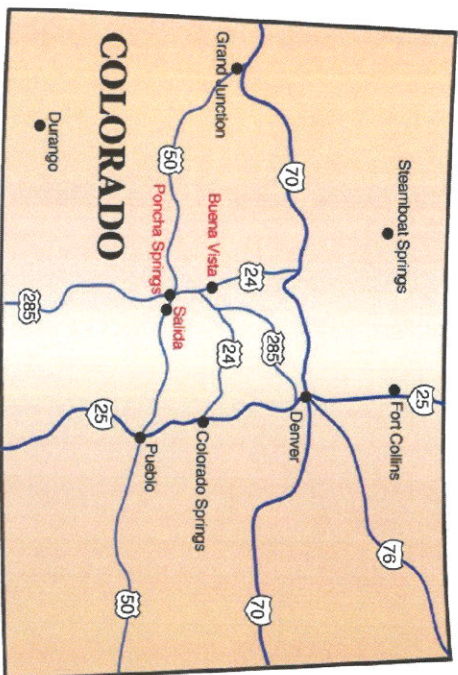 Steamboat Springs
Fort Collins
25
76
Grand Junction
70
Denver
70
24
285
Buena Vista
24
Colorado Springs
50
Poncha Springs
Salida
Pueblo
50
25
COLORADO
Durango
285